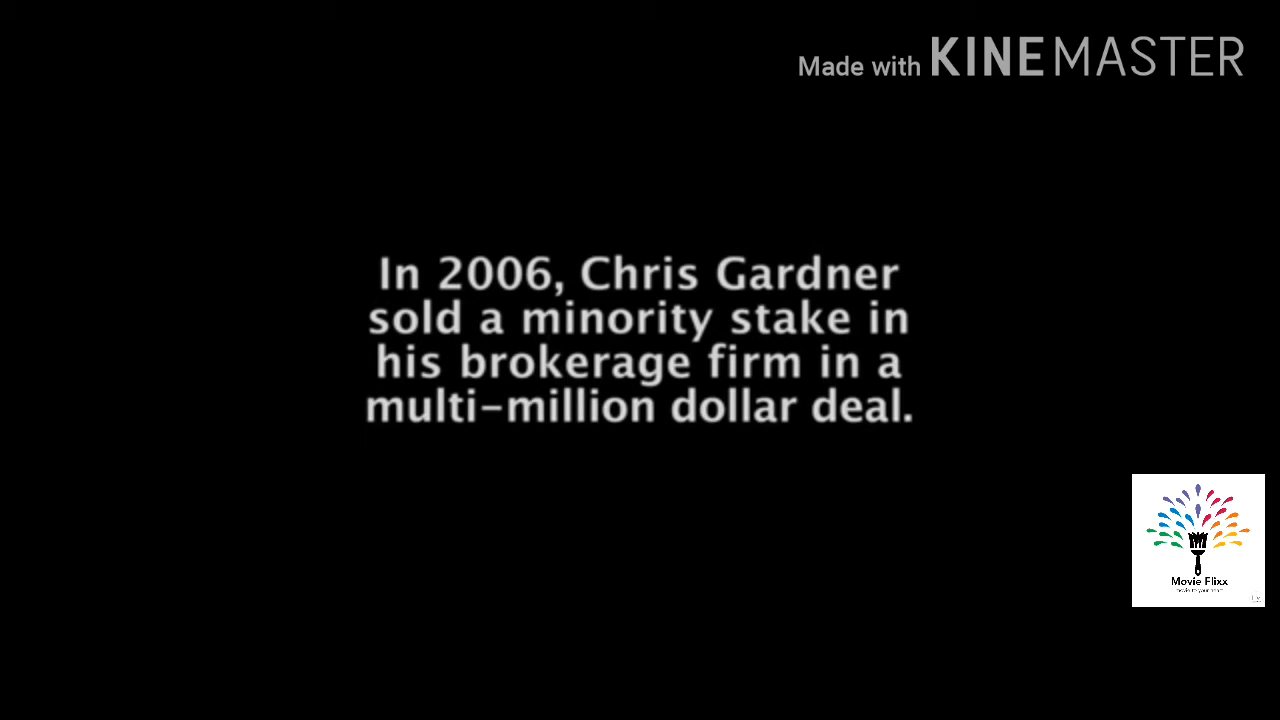 Made with KINEMASTER
In 2006, Chris Gardner
sold a minority stake in
his brokerage firm in a
multi-million dollar deal.
Movie Flixx